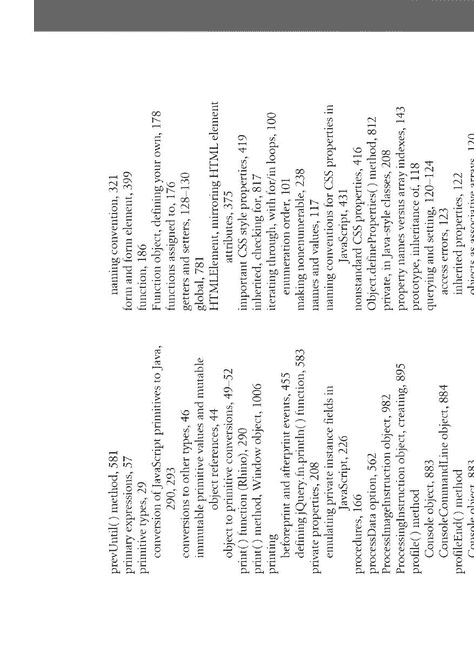 prevUntil( ) method, 581
primary expressions, 57
primitive types, 29
conversion of JavaScript primitives to Java,
290, 293
conversions to other types, 46
immutable primitive values and mutable
object references, 44
object to primitive conversions, 49–52
print( ) function (Rhino), 290
print( ) method, Window object, 1006
printing
beforeprint and afterprint events, 455
defining jQuery.fn.println( ) function, 583
private properties, 208
emulating private instance fields in
JavaScript, 226
procedures, 166
processData option, 562
ProcessImageInstruction object, 982
ProcessingInstruction object, creating, 895
profile( ) method
Console object, 883
ConsoleCommandLine object, 884
profileEnd( ) method
Console object, 883
naming convention, 321
form and form element, 399
function, 186
Function object, defining your own, 178
functions assigned to, 176
getters and setters, 128–130
global, 781
HTMLElement, mirroring HTML element
attributes, 375
important CSS style properties, 419
inherited, checking for, 817
iterating through, with for/in loops, 100
enumeration order, 101
making nonenumerable, 238
names and values, 117
naming conventions for CSS properties in
JavaScript, 431
nonstandard CSS properties, 416
Object.defineProperties( ) method, 812
private, in Java-style classes, 208
property names versus array indexes, 143
prototype, inheritance of, 118
querying and setting, 120–124
access errors, 123
inherited properties, 122
objects as associative arrays, 120